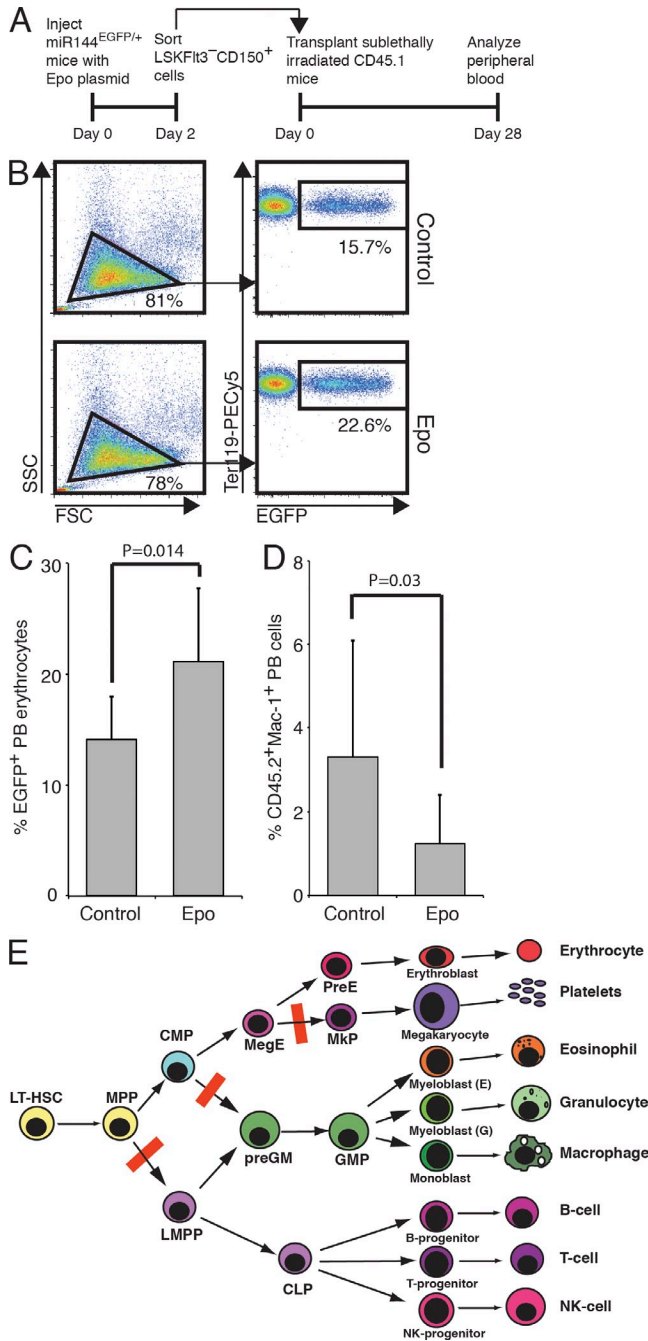 A
Inject
miR144EGFP/+
mice with
Epo plasmid
Sort
LSKFlt3−CD150+
cells
Transplant sublethally
irradiated CD45.1
mice
Analyze
peripheral
blood
Day 0
Day 2
Day 0
Day 28
B
81%
15.7%
Control
78%
22.6%
Epo
SSC
Ter119-PECy5
FSC
EGFP
C
P=0.014
30
20
10
0
% EGFP+ PB erythrocytes
Control
Epo
D
P=0.03
8
6
4
2
0
% CD45.2+Mac-1+ PB cells
Control
Epo
E
LT-HSC
MPP
CMP
LMPP
MegE
PreE
MkP
preGM
GMP
CLP
Erythroblast
Megakaryocyte
Myeloblast (E)
Myeloblast (G)
Monoblast
B-progenitor
T-progenitor
NK-progenitor
Erythrocyte
Platelets
Eosinophil
Granulocyte
Macrophage
B-cell
T-cell
NK-cell